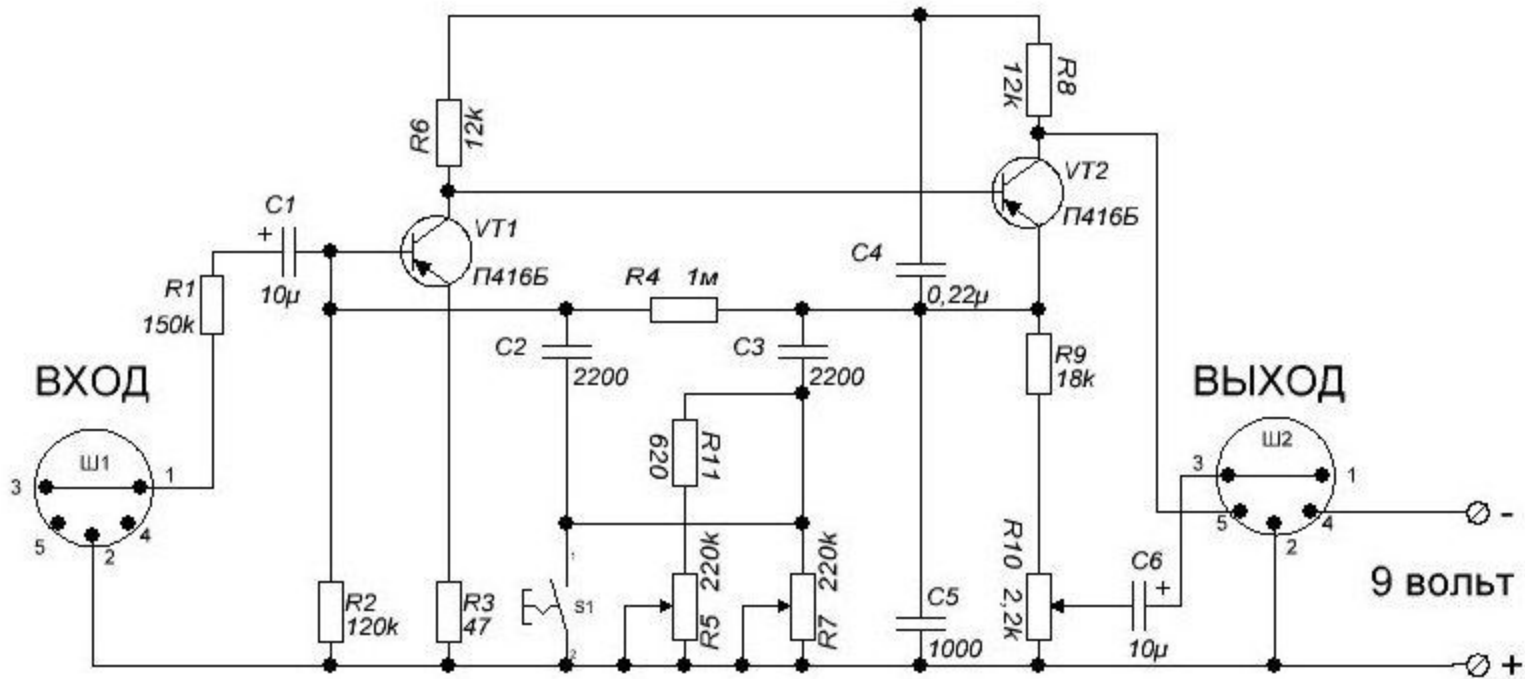 R6
12k
R8
12k
VT2
П416Б
C1
+
10µ
VT1
П416Б
R1
150k
R4 1м
C4
0,22µ
C2
2200
C3
2200
R9
18k
ВХОД
Ш1
3
1
5
2
4
R11
620
ВЫХОД
Ш2
3
1
5
2
4
-
9 вольт
+
R2
120k
R3
47
1
S1
2
220k
R5
220k
R7
C5
1000
R10
2,2k
C6
+
10µ